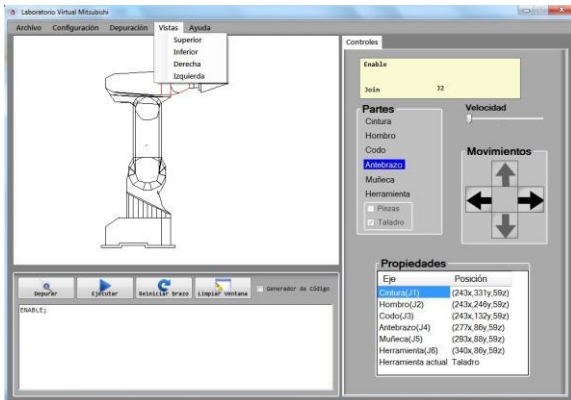 Laboratorio Virtual Mitsubishi
Archivo Configuración Depuración Vistas Ayuda
Superior
Inferior
Derecha
Izquierda
Controles
Enable
Join J2
Partes
Cintura
Hombro
Codo
Antebrazo
Muñeca
Herramienta
Pinzas
Taladro
Velocidad
Movimientos
Propiedades
Eje Posición
Cintura(J1) (243x,331y,59z)
Hombro(J2) (243x,246y,59z)
Codo(J3) (243x,132y,59z)
Antebrazo(J4) (277x,86y,59z)
Muñeca(J5) (293x,88y,59z)
Herramienta(J6) (340x,86y,59z)
Herramienta actual Taladro
Depurar Ejecutar Reiniciar brazo Limpiar ventana Generador de Código
ENABLE;